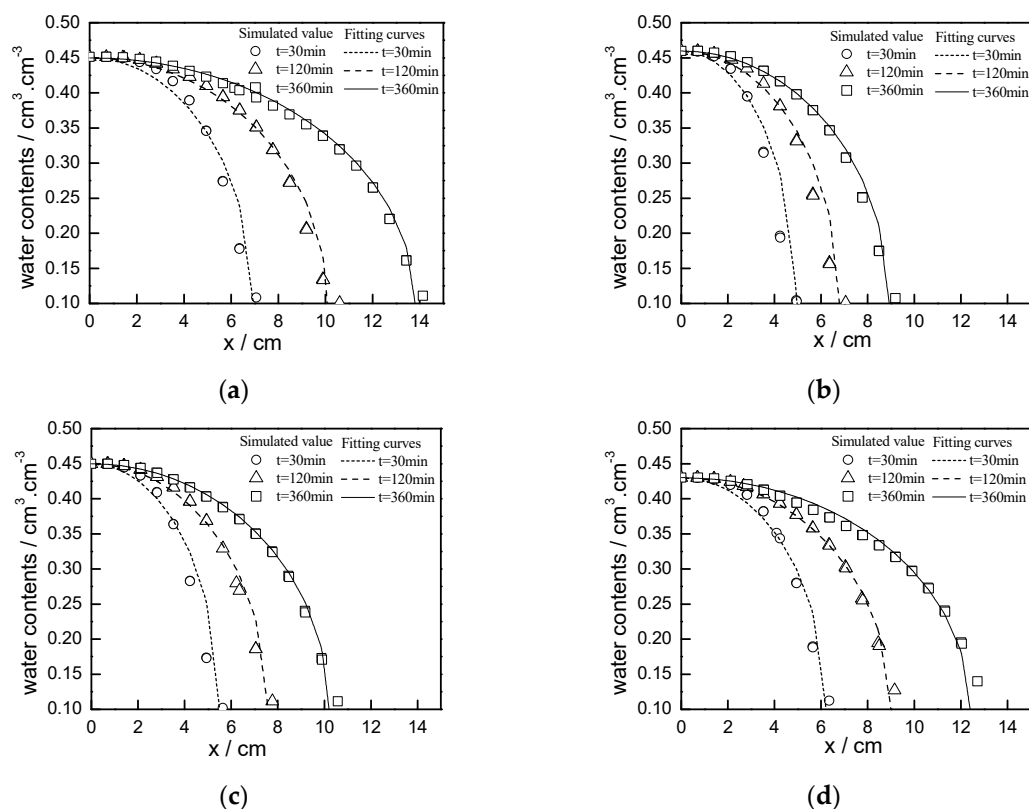 Simulated value Fitting curves
t=30min t=30min
t=120min t=120min
t=360min t=360min
0.50
0.45
0.40
0.35
0.30
0.25
0.20
0.15
0.10
water contents / cm³.cm⁻³
0 2 4 6 8 10 12 14
x / cm
(a)
Simulated value Fitting curves
t=30min t=30min
t=120min t=120min
t=360min t=360min
0.50
0.45
0.40
0.35
0.30
0.25
0.20
0.15
0.10
water contents / cm³.cm⁻³
0 2 4 6 8 10 12 14
x / cm
(b)
Simulated value Fitting curves
t=30min t=30min
t=120min t=120min
t=360min t=360min
0.50
0.45
0.40
0.35
0.30
0.25
0.20
0.15
0.10
water contents / cm³.cm⁻³
0 2 4 6 8 10 12 14
x / cm
(c)
Simulated value Fitting curves
t=30min t=30min
t=120min t=120min
t=360min t=360min
0.50
0.45
0.40
0.35
0.30
0.25
0.20
0.15
0.10
water contents / cm³.cm⁻³
0 2 4 6 8 10 12 14
x / cm
(d)